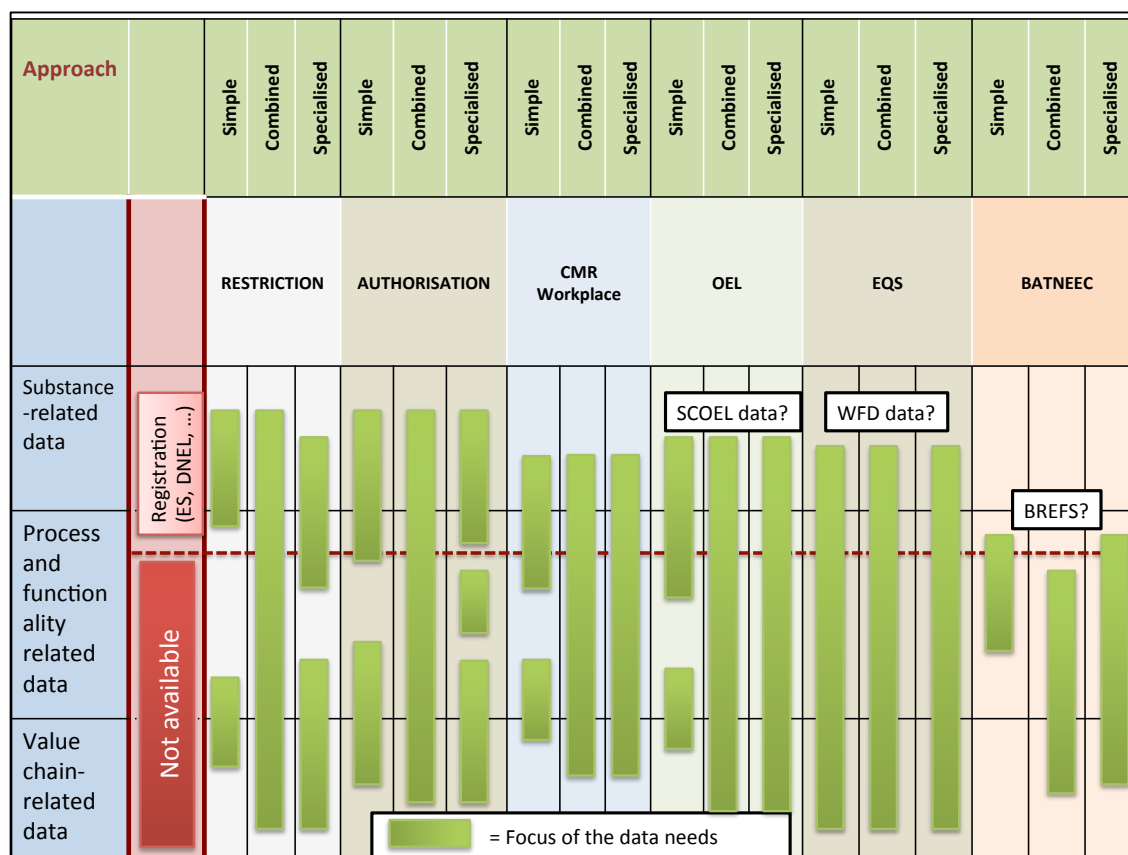 Approach
Simple
Combined
Specialised
Simple
Combined
Specialised
Simple
Combined
Specialised
Simple
Combined
Specialised
Simple
Combined
Specialised
Simple
Combined
Specialised
RESTRICTION
AUTHORISATION
CMR
Workplace
OEL
EQS
BATNEEC
Substance
-related
data
Registration
(ES, DNEL, ...)
SCOEL data?
WFD data?
BREFS?
Process
and
function
ality
related
data
Not available
Value
chain-
related
data
= Focus of the data needs